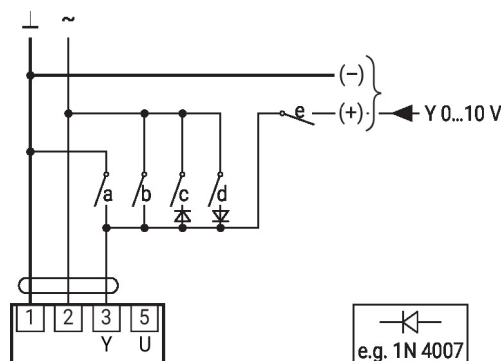 ⊥ ~
(–)
e (+) Y 0...10 V
a b c d
1 2 3 5
Y U
e.g. 1N 4007